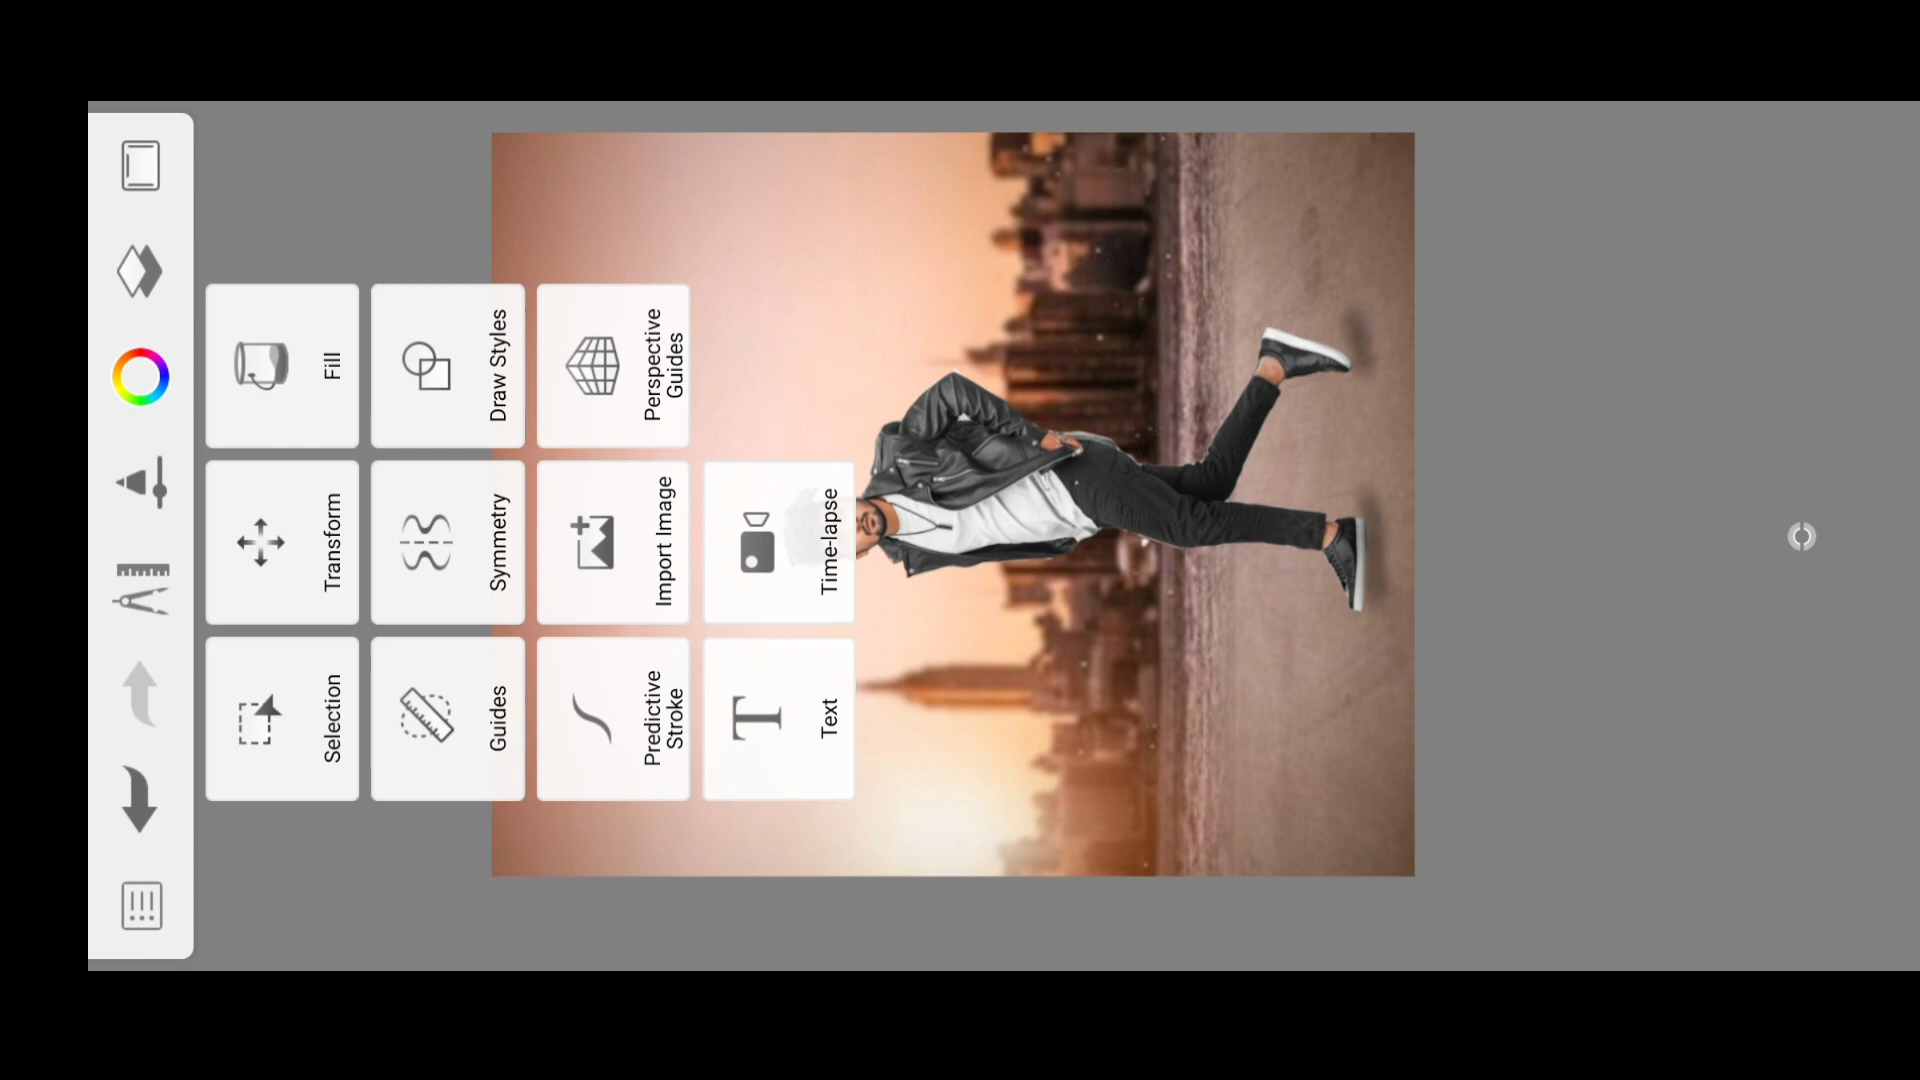 Selection
Transform
Fill
Guides
Symmetry
Draw Styles
Predictive
Stroke
Import Image
Perspective
Guides
Text
Time-lapse